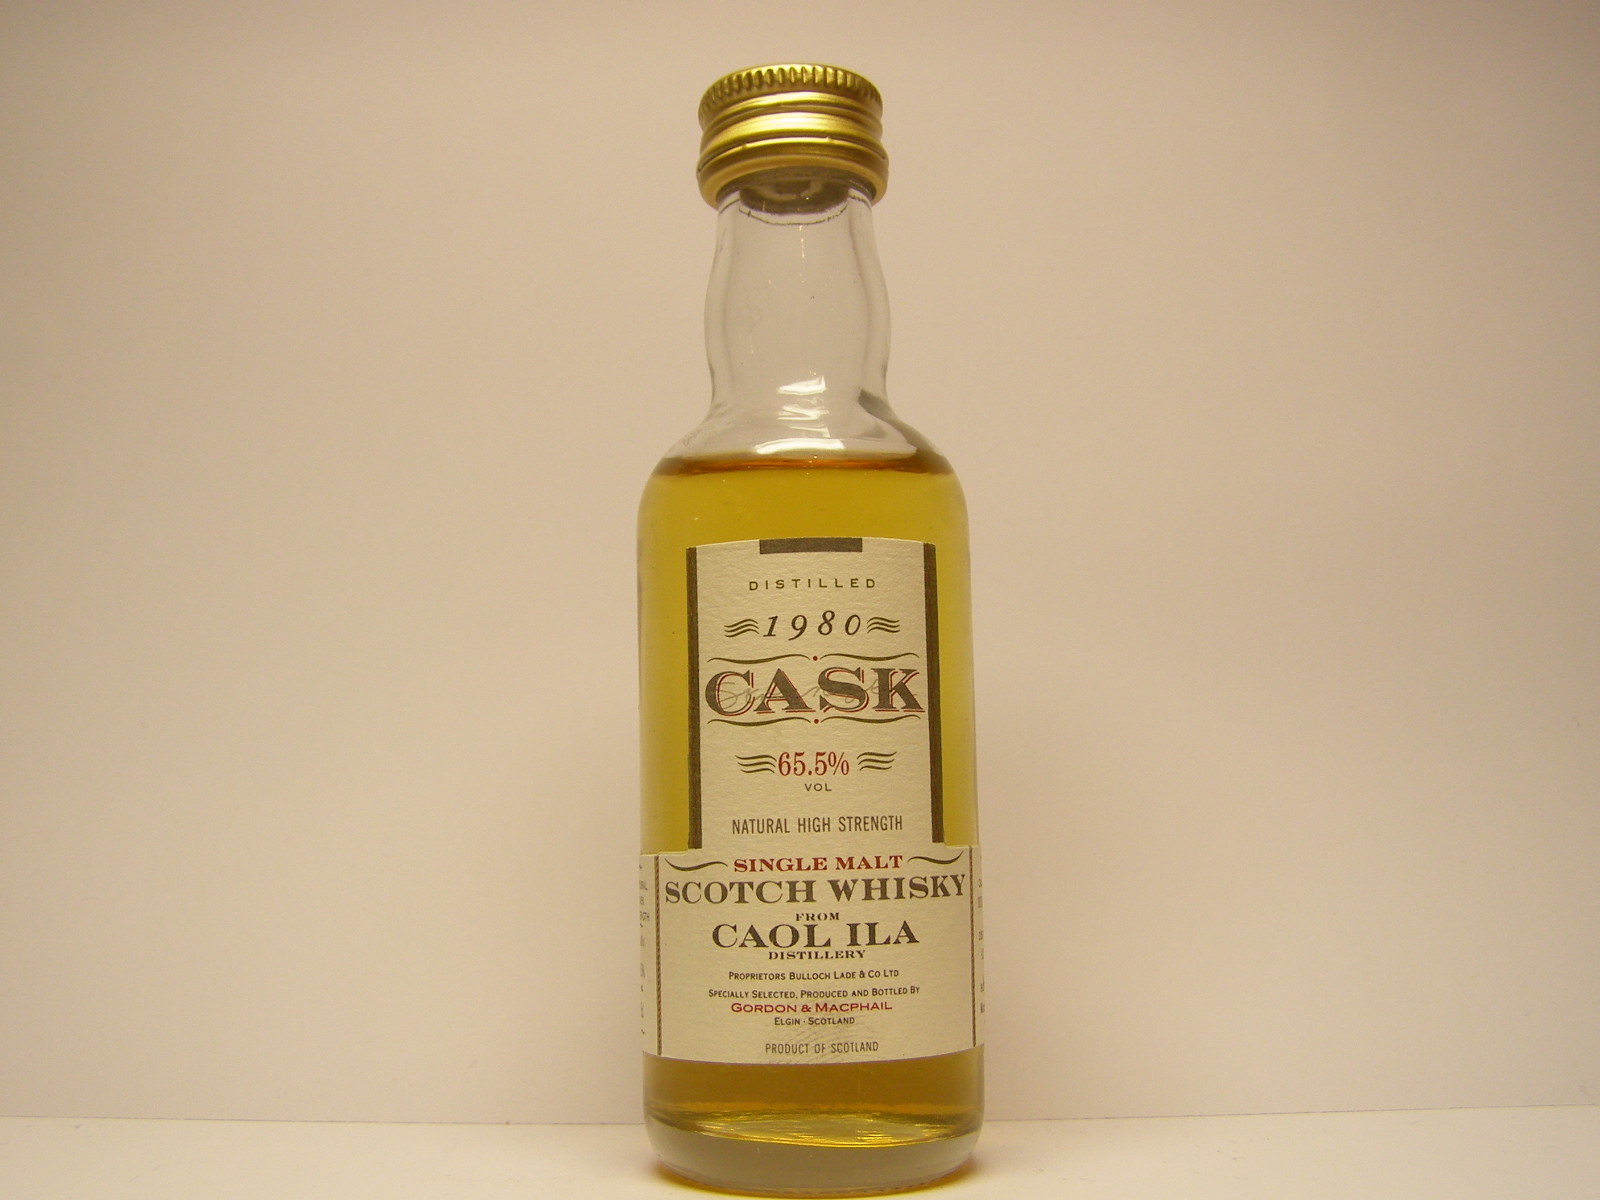 DISTILLED
1980
CASK
65.5%
VOL
NATURAL HIGH STRENGTH
SINGLE MALT
SCOTCH WHISKY
FROM
CAOL ILA
DISTILLERY
PROPRIETORS BULLOCH LADE & CO LTD
SPECIALLY SELECTED, PRODUCED AND BOTTLED BY
GORDON & MACPHAIL
ELGIN · SCOTLAND
PRODUCT OF SCOTLAND